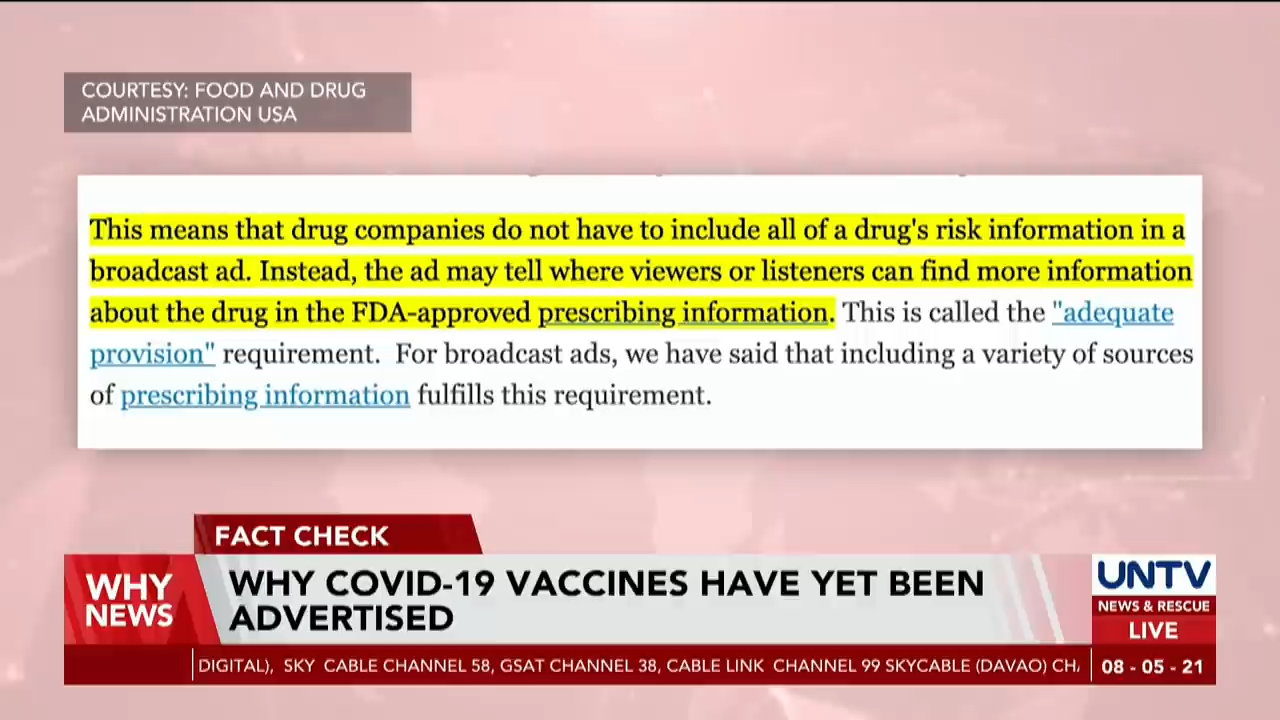 COURTESY: FOOD AND DRUG
ADMINISTRATION USA
This means that drug companies do not have to include all of a drug's risk information in a
broadcast ad. Instead, the ad may tell where viewers or listeners can find more information
about the drug in the FDA-approved prescribing information. This is called the "adequate
provision" requirement. For broadcast ads, we have said that including a variety of sources
of prescribing information fulfills this requirement.
FACT CHECK
WHY
NEWS
WHY COVID-19 VACCINES HAVE YET BEEN
ADVERTISED
UNTV
NEWS & RESCUE
LIVE
DIGITAL), SKY CABLE CHANNEL 58, GSAT CHANNEL 38, CABLE LINK CHANNEL 99 SKYCABLE (DAVAO)
08 - 05 - 21